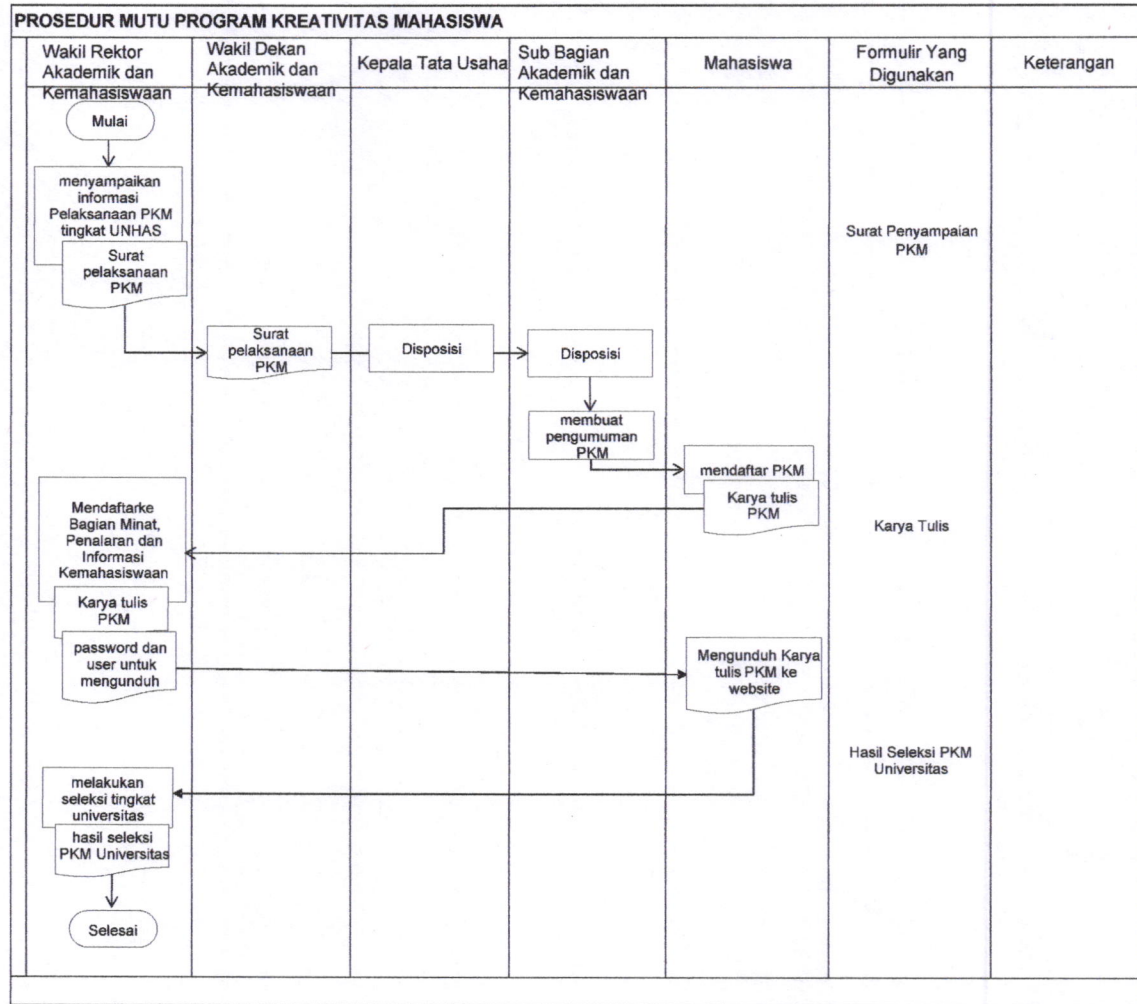 PROSEDUR MUTU PROGRAM KREATIVITAS MAHASISWA
Wakil Rektor
Akademik dan
Kemahasiswaan
Wakil Dekan
Akademik dan
Kemahasiswaan
Kepala Tata Usaha
Sub Bagian
Akademik dan
Kemahasiswaan
Mahasiswa
Formulir Yang
Digunakan
Keterangan
Mulai
menyampaikan
informasi
Pelaksanaan PKM
tingkat UNHAS
Surat
pelaksanaan
PKM
Surat Penyampaian
PKM
Surat
pelaksanaan
PKM
Disposisi
Disposisi
membuat
pengumuman
PKM
mendaftar PKM
Karya tulis
PKM
Karya Tulis
Mendaftarke
Bagian Minat,
Penalaran dan
Informasi
Kemahasiswaan
Karya tulis
PKM
password dan
user untuk
mengunduh
Mengunduh Karya
tulis PKM ke
website
Hasil Seleksi PKM
Universitas
melakukan
seleksi tingkat
universitas
hasil seleksi
PKM Universitas
Selesai